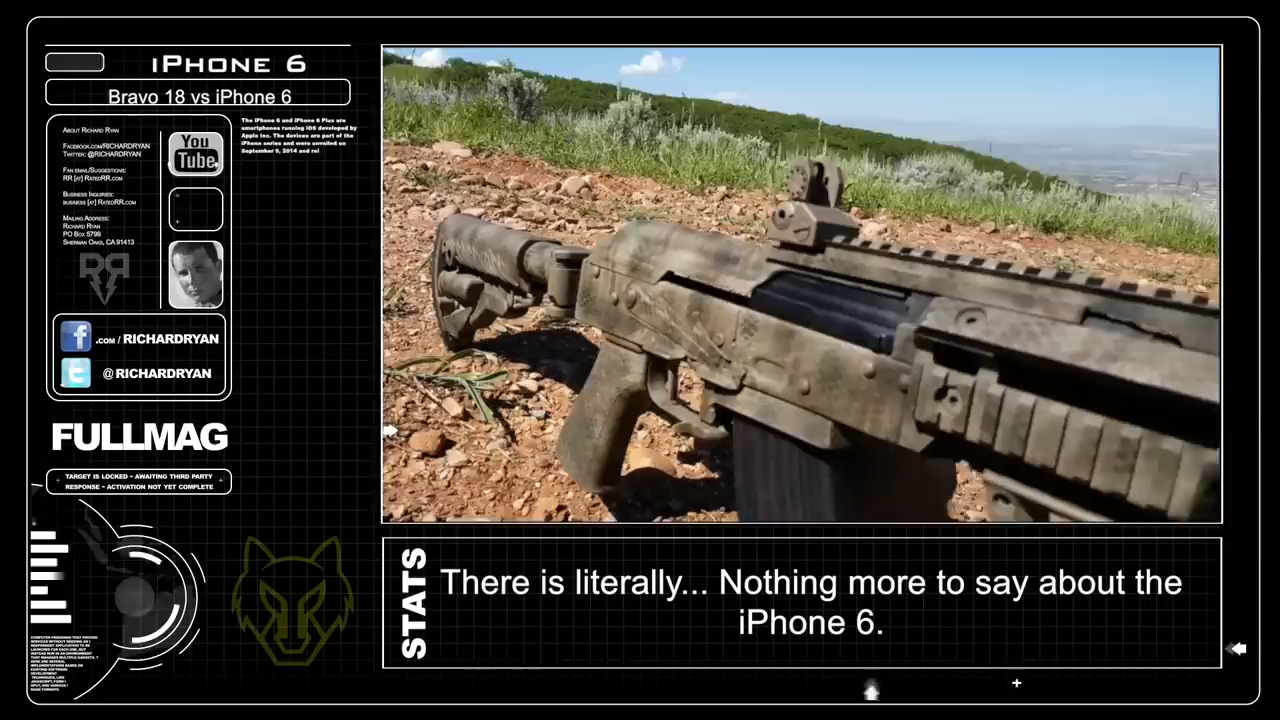 iPhone 6
Bravo 18 vs iPhone 6
About Richard Ryan
Facebook.com/RICHARDRYAN
Twitter: @RICHARDRYAN
Fan email/Suggestions:
RR [at] RatedRR.com
Business Inquiries:
business [at] RatedRR.com
Mailing Address:
Richard Ryan
PO Box 5799
Sherman Oaks, CA 91413
You
Tube
The iPhone 6 and iPhone 6 Plus are
smartphones running iOS developed by
Apple Inc. The devices are part of the
iPhone series and were unveiled on
September 9, 2014 and rel
RR
.com / RICHARDRYAN
@RICHARDRYAN
FULLMAG
TARGET IS LOCKED - AWAITING THIRD PARTY
RESPONSE - ACTIVATION NOT YET COMPLETE
STATS
There is literally... Nothing more to say about the
iPhone 6.